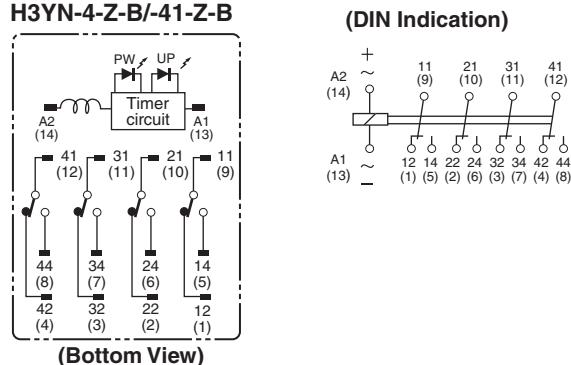 H3YN-4-Z-B/-41-Z-B
PW UP
Timer
circuit
A2
(14)
A1
(13)
41 31 21 11
(12) (11) (10) (9)
44 34 24 14
(8) (7) (6) (5)
42 32 22 12
(4) (3) (2) (1)
(Bottom View)
(DIN Indication)
+
~
A2
(14)
11 21 31 41
(9) (10) (11) (12)
A1
(13)
~
−
12 14 22 24 32 34 42 44
(1) (5) (2) (6) (3) (7) (4) (8)